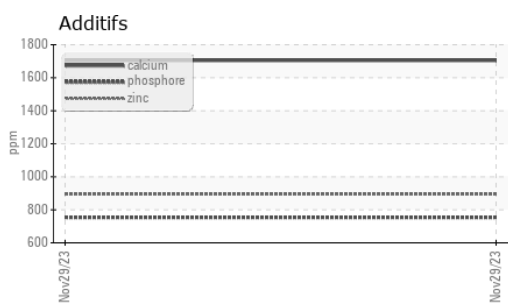 Additifs
1800
1600
1400
1200
1000
800
600
ppm
calcium
phosphore
zinc
Nov29/23
Nov29/23